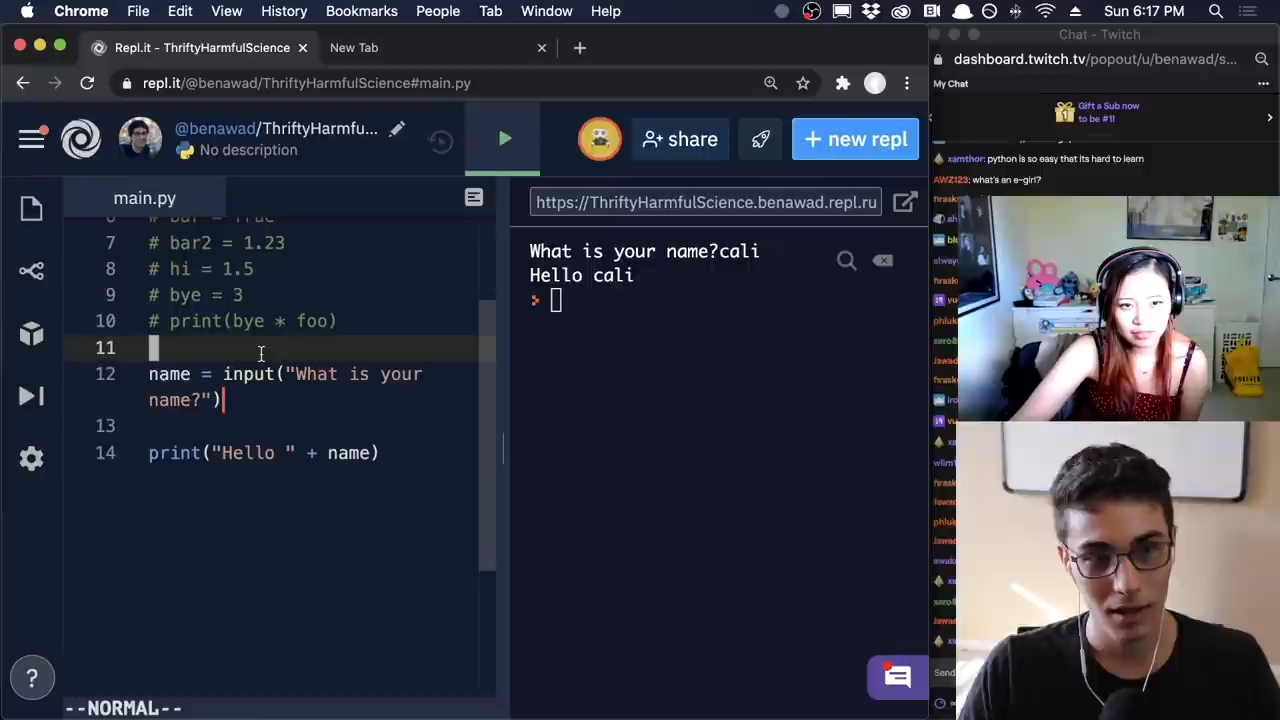 Chrome File Edit View History Bookmarks People Tab Window Help Sun 6:17 PM
Repl.it - ThriftyHarmfulScience New Tab
Chat - Twitch
repl.it/@benawad/ThriftyHarmfulScience#main.py
dashboard.twitch.tv/popout/u/benawad/s...
My Chat
Gift a Sub now
to be #1!
@benawad/ThriftyHarmfu...
No description
share
+ new repl
xamthor: python is so easy that its hard to learn
AWZ123: what's an e-girl?
main.py
https://ThriftyHarmfulScience.benawad.repl.ru
6 # bar = True
7 # bar2 = 1.23
8 # hi = 1.5
9 # bye = 3
10 # print(bye * foo)
11
12 name = input("What is your
name?")
13
14 print("Hello " + name)
What is your name?cali
Hello cali
--NORMAL--
?
Send
FOREVER